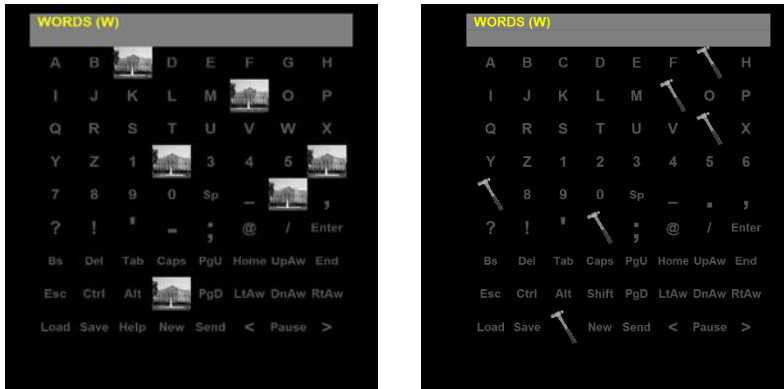 WORDS (W)
A B D E F G H
I J K L M O P
Q R S T U V W X
Y Z 1 3 4 5
7 8 9 0 Sp _ ,
? ! ' - ; @ / Enter
Bs Del Tab Caps PgU Home UpAw End
Esc Ctrl Alt PgD LtAw DnAw RtAw
Load Save Help New Send < Pause >
WORDS (W)
A B C D E F H
I J K L M O P
Q R S T U V X
Y Z 1 2 3 4 5 6
8 9 0 Sp _ . ,
? ! ' ; @ / Enter
Bs Del Tab Caps PgU Home UpAw End
Esc Ctrl Alt Shift PgD LtAw DnAw RtAw
Load Save New Send < Pause >